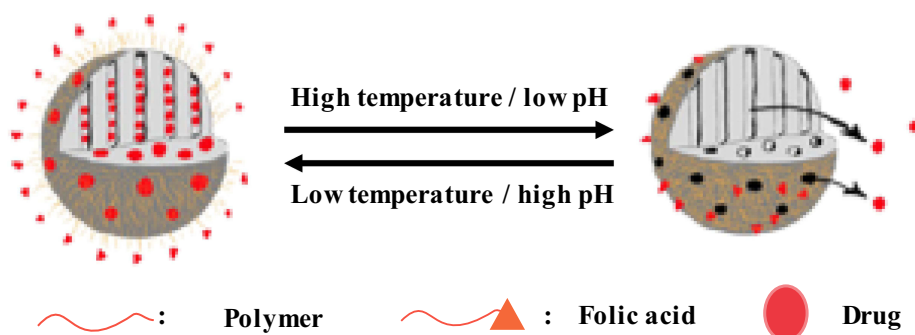 High temperature / low pH
Low temperature / high pH
: Polymer : Folic acid Drug